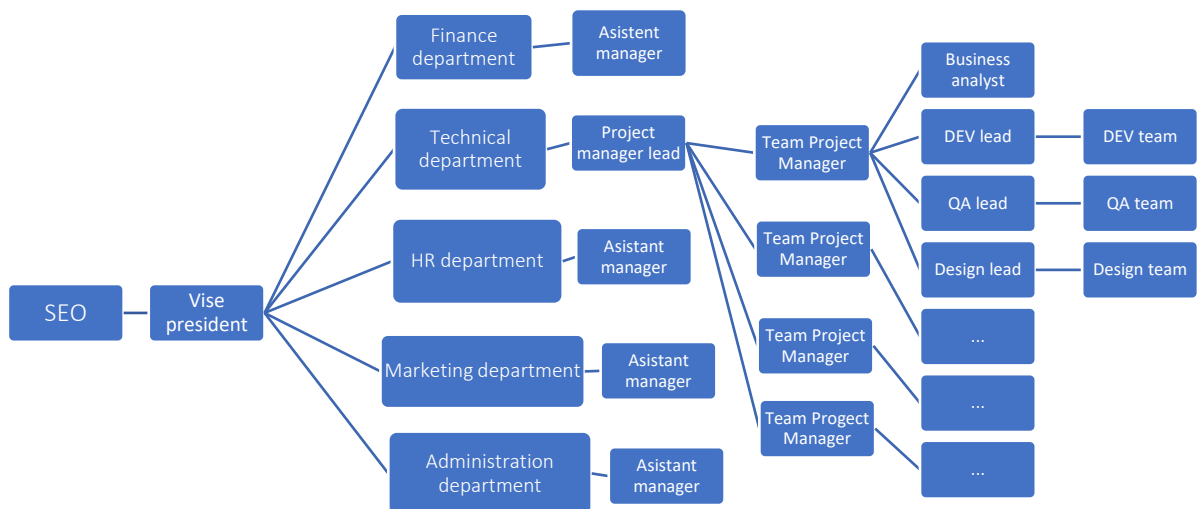 SEO
Vise
president
Finance
department
Asistent
manager
Technical
department
Project
manager lead
HR department
Asistant
manager
Marketing department
Asistant
manager
Administration
department
Asistant
manager
Team Project
Manager
Team Project
Manager
Team Project
Manager
Team Progect
Manager
Business
analyst
DEV lead
DEV team
QA lead
QA team
Design lead
Design team
...
...
...